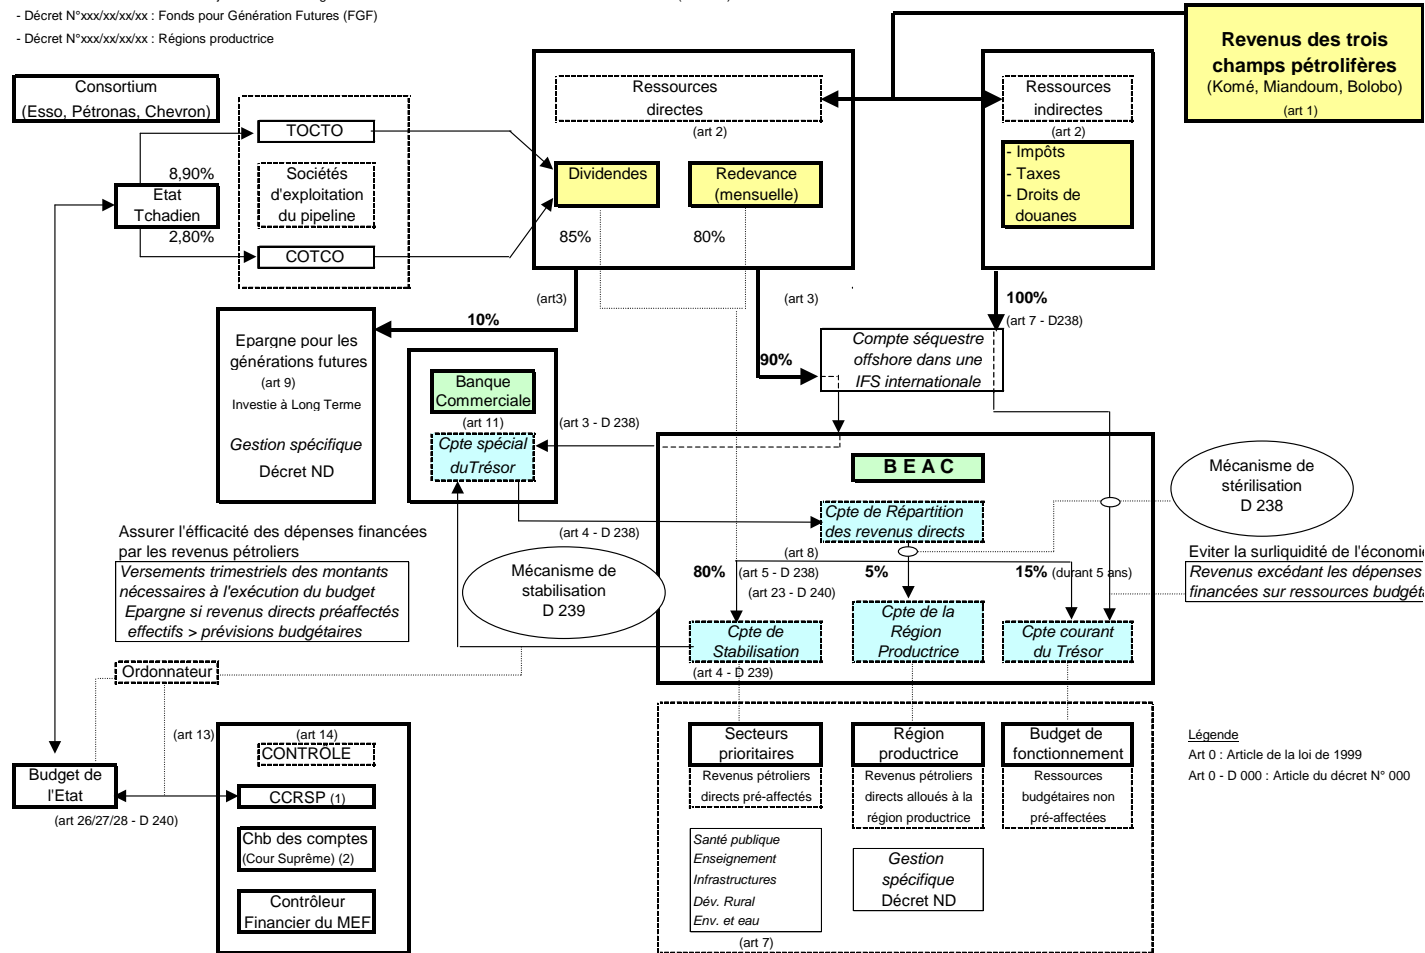 - Décret N°xxx/xx/xx/xx : Fonds pour Génération Futures (FGF)
- Décret N°xxx/xx/xx/xx : Régions productrice
Revenus des trois
champs pétrolifères
(Komé, Miandoum, Bolobo)
(art 1)
Consortium
(Esso, Pétronas, Chevron)
Ressources
directes
(art 2)
Ressources
indirectes
(art 2)
TOCTO
8,90%
Sociétés
d'exploitation
du pipeline
Etat
Tchadien
2,80%
COTCO
Dividendes
Redevance
(mensuelle)
- Impôts
- Taxes
- Droits de
douanes
85%
80%
(art3)
(art 3)
100%
(art 7 - D238)
10%
90%
Epargne pour les
générations futures
(art 9)
Investie à Long Terme
Gestion spécifique
Décret ND
Compte séquestre
offshore dans une
IFS internationale
Banque
Commerciale
(art 11)
Cpte spécial
duTrésor
(art 3 - D 238)
(art 4 - D 238)
B E A C
Cpte de Répartition
des revenus directs
(art 8)
Mécanisme de
stérilisation
D 238
Eviter la surliquidité de l'économie
Revenus excédant les dépenses
financées sur ressources
Assurer l'éfficacité des dépenses financées
par les revenus pétroliers
Versements trimestriels des montants
nécessaires à l'exécution du budget
Epargne si revenus directs préaffectés
effectifs > prévisions budgétaires
Mécanisme de
stabilisation
D 239
80% (art 5 - D 238)
(art 23 - D 240)
5%
15% (durant 5 ans)
Cpte de
Stabilisation
(art 4 - D 239)
Cpte de la
Région
Productrice
Cpte courant
du Trésor
Ordonnateur
(art 13)
(art 14)
CONTRÔLE
Budget de
l'Etat
(art 26/27/28 - D 240)
CCRSP (1)
Chb des comptes
(Cour Suprême) (2)
Contrôleur
Financier du MEF
Secteurs
prioritaires
Revenus pétroliers
directs pré-affectés
Santé publique
Enseignement
Infrastructures
Dév. Rural
Env. et eau
(art 7)
Région
productrice
Revenus pétroliers
directs alloués à la
région productrice
Gestion
spécifique
Décret ND
Budget de
fonctionnement
Ressources
budgétaires non
pré-affectées
Légende
Art 0 : Article de la loi de 1999
Art 0 - D 000 : Article du décret N° 000